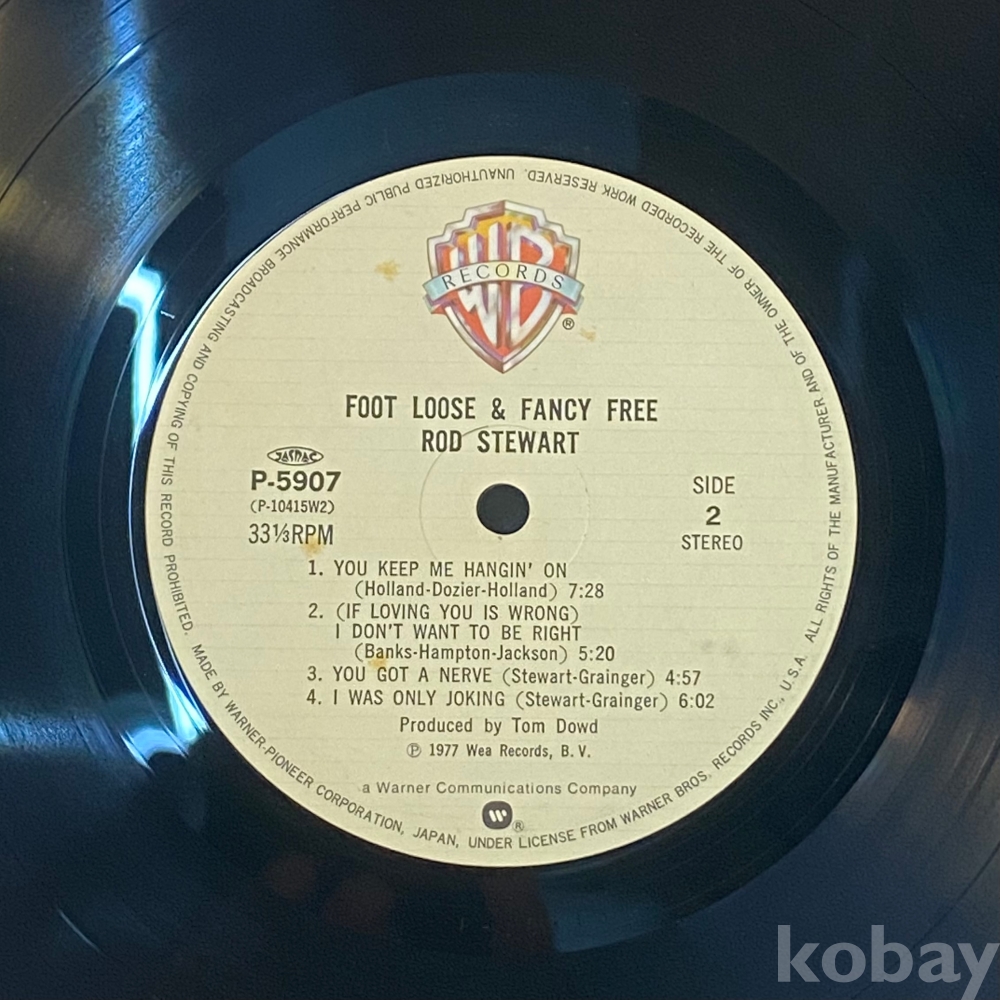 UNAUTHORIZED PUBLIC PERFORMANCE BROADCASTING AND COPYING OF THIS RECORD PROHIBITED. MADE BY WARNER-PIONEER CORPORATION, JAPAN, UNDER LICENSE FROM WARNER BROS. RECORDS INC., U.S.A. ALL RIGHTS OF THE MANUFACTURER AND OF THE OWNER OF THE RECORDED WORK RESERVED.
WB
RECORDS
®
FOOT LOOSE & FANCY FREE
ROD STEWART
JASRAC
P-5907
(P-10415W2)
33⅓RPM
SIDE
2
STEREO
1. YOU KEEP ME HANGIN' ON
(Holland-Dozier-Holland) 7:28
2. (IF LOVING YOU IS WRONG)
I DON'T WANT TO BE RIGHT
(Banks-Hampton-Jackson) 5:20
3. YOU GOT A NERVE (Stewart-Grainger) 4:57
4. I WAS ONLY JOKING (Stewart-Grainger) 6:02
Produced by Tom Dowd
℗ 1977 Wea Records, B. V.
a Warner Communications Company
®
kobay